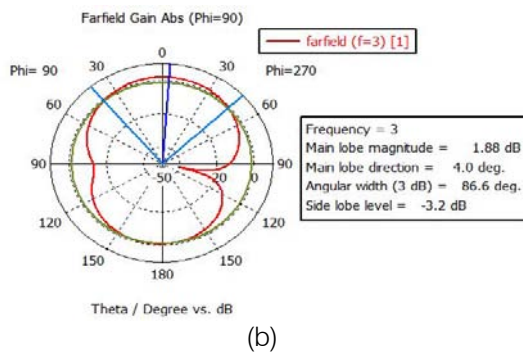 Farfield Gain Abs (Phi=90)
farfield (f=3) [1]
0
30
30
Phi= 90
Phi=270
60
60
90
-50
-20
0
90
120
120
150
150
180
Frequency = 3
Main lobe magnitude = 1.88 dB
Main lobe direction = 4.0 deg.
Angular width (3 dB) = 86.6 deg.
Side lobe level = -3.2 dB
Theta / Degree vs. dB
(b)